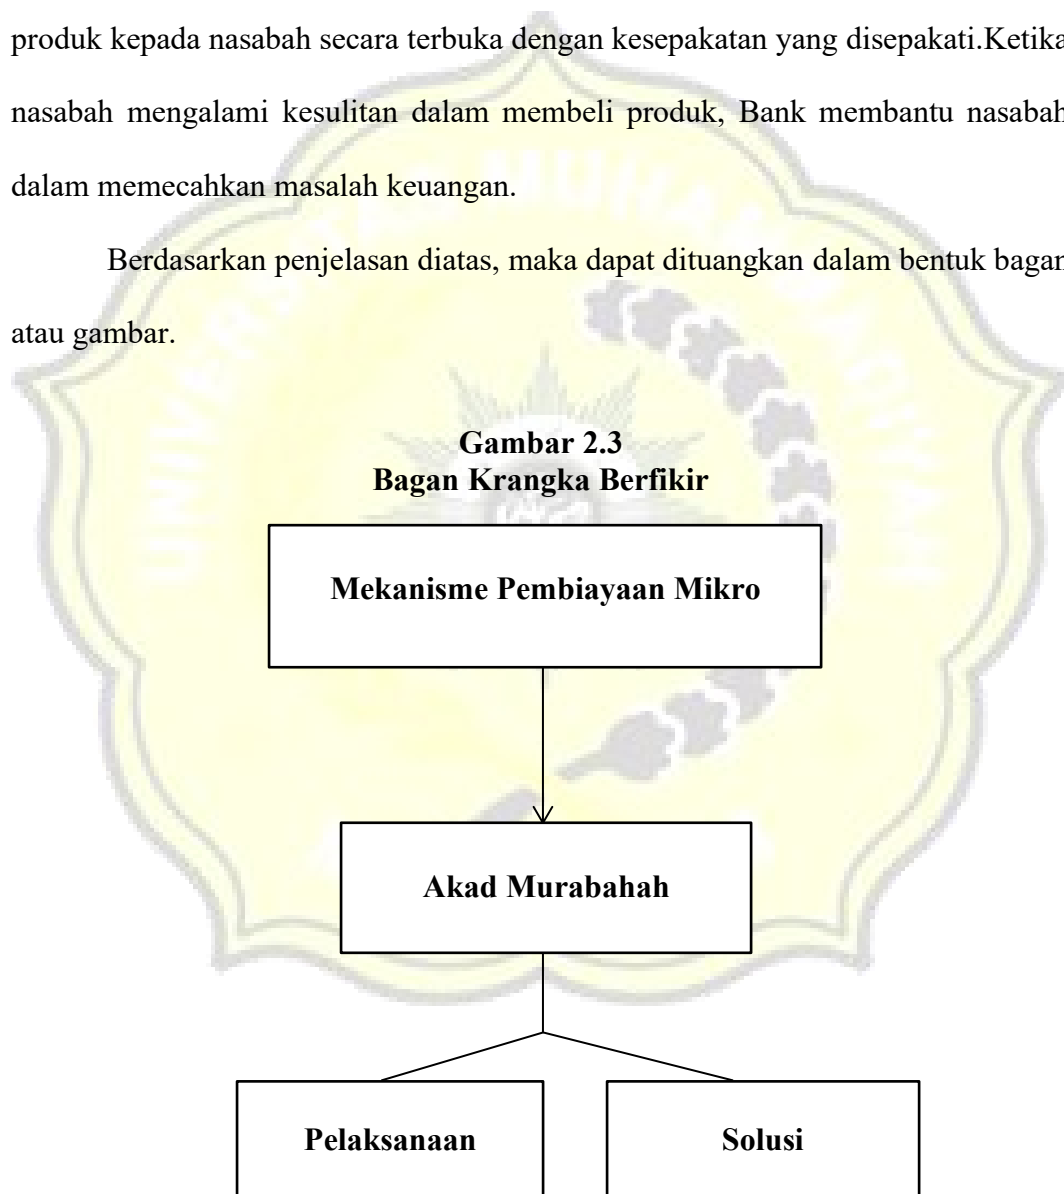 produk kepada nasabah secara terbuka dengan kesepakatan yang disepakati.Ketika
nasabah mengalami kesulitan dalam membeli produk, Bank membantu nasabah
dalam memecahkan masalah keuangan.
Berdasarkan penjelasan diatas, maka dapat dituangkan dalam bentuk bagan
atau gambar.
Gambar 2.3
Bagan Krangka Berfikir
Mekanisme Pembiayaan Mikro
Akad Murabahah
Pelaksanaan
Solusi